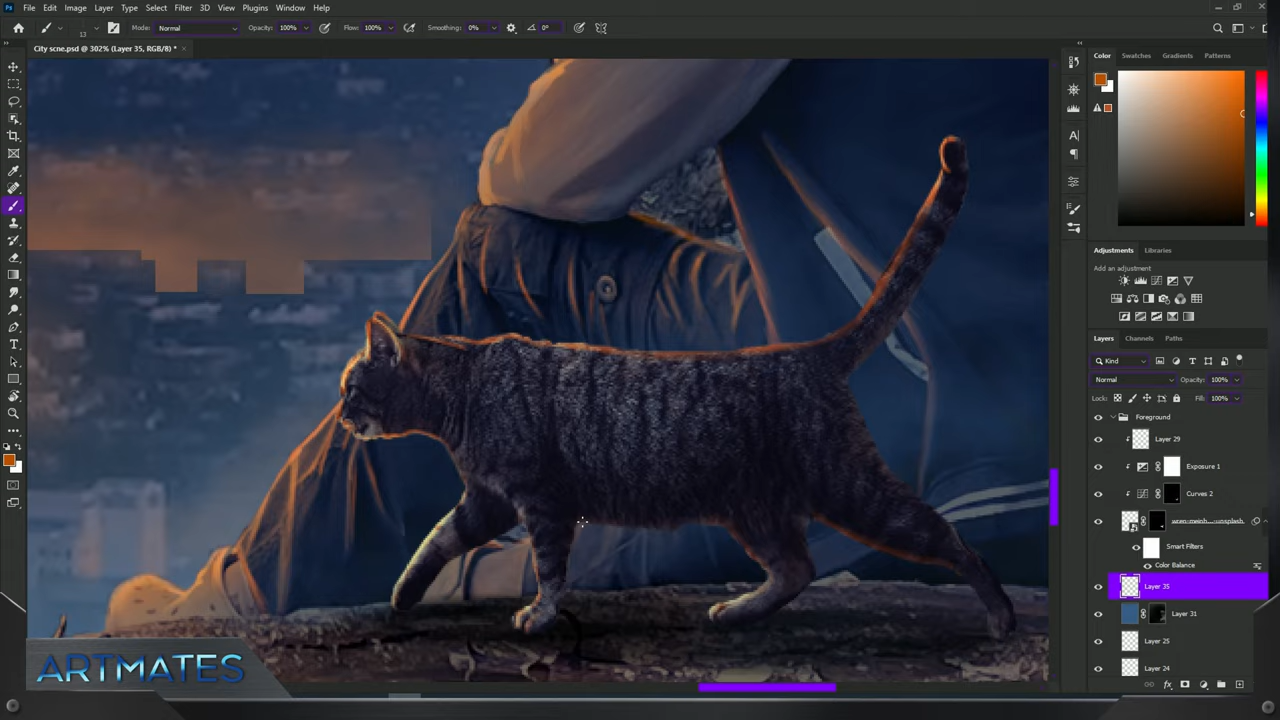 File Edit Image Layer Type Select Filter 3D View Plugins Window Help
13 Mode: Normal Opacity: 100% Flow: 100% Smoothing: 0% 0°
City scne.psd @ 302% (Layer 35, RGB/8) *
Color Swatches Gradients Patterns
Adjustments Libraries
Add an adjustment
Layers Channels Paths
Kind
Normal Opacity: 100%
Lock: Fill: 100%
Foreground
Layer 29
Exposure 1
Curves 2
Smart Filters
Color Balance
Layer 35
Layer 31
Layer 25
Layer 24
ARTMATES